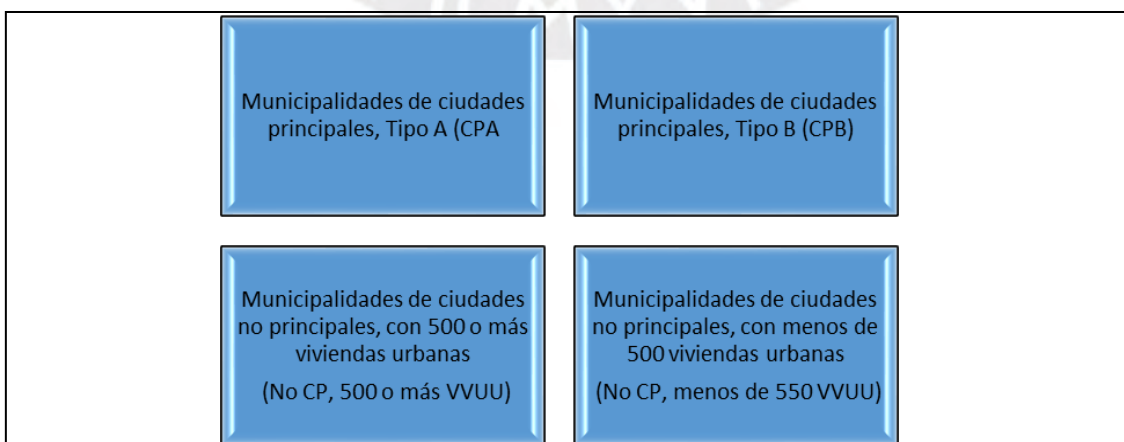 Municipalidades de ciudades
principales, Tipo A (CPA
Municipalidades de ciudades
principales, Tipo B (CPB)
Municipalidades de ciudades
no principales, con 500 o más
viviendas urbanas
(No CP, 500 o más VVUU)
Municipalidades de ciudades
no principales, con menos de
500 viviendas urbanas
(No CP, menos de 550 VVUU)